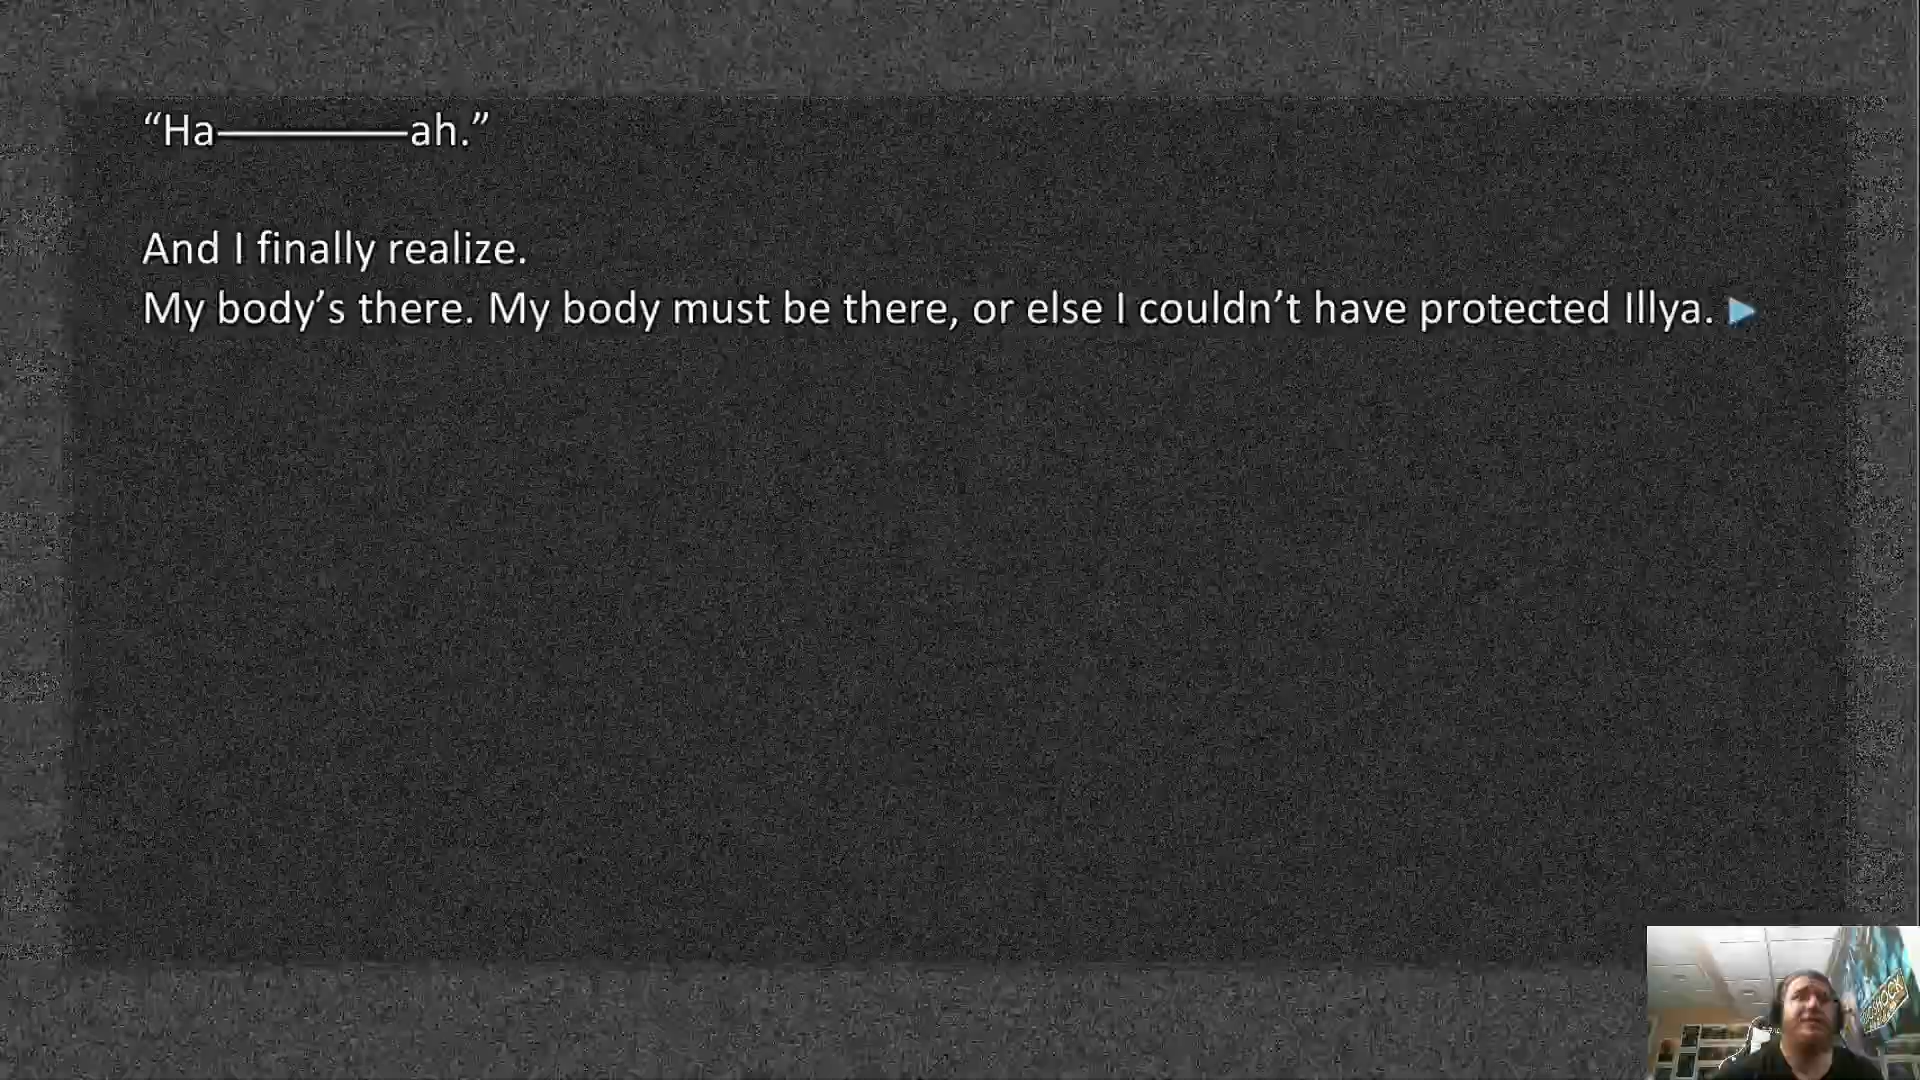 “Ha————ah.”
And I finally realize.
My body’s there. My body must be there, or else I couldn’t have protected Illya.
BIOSHOCK